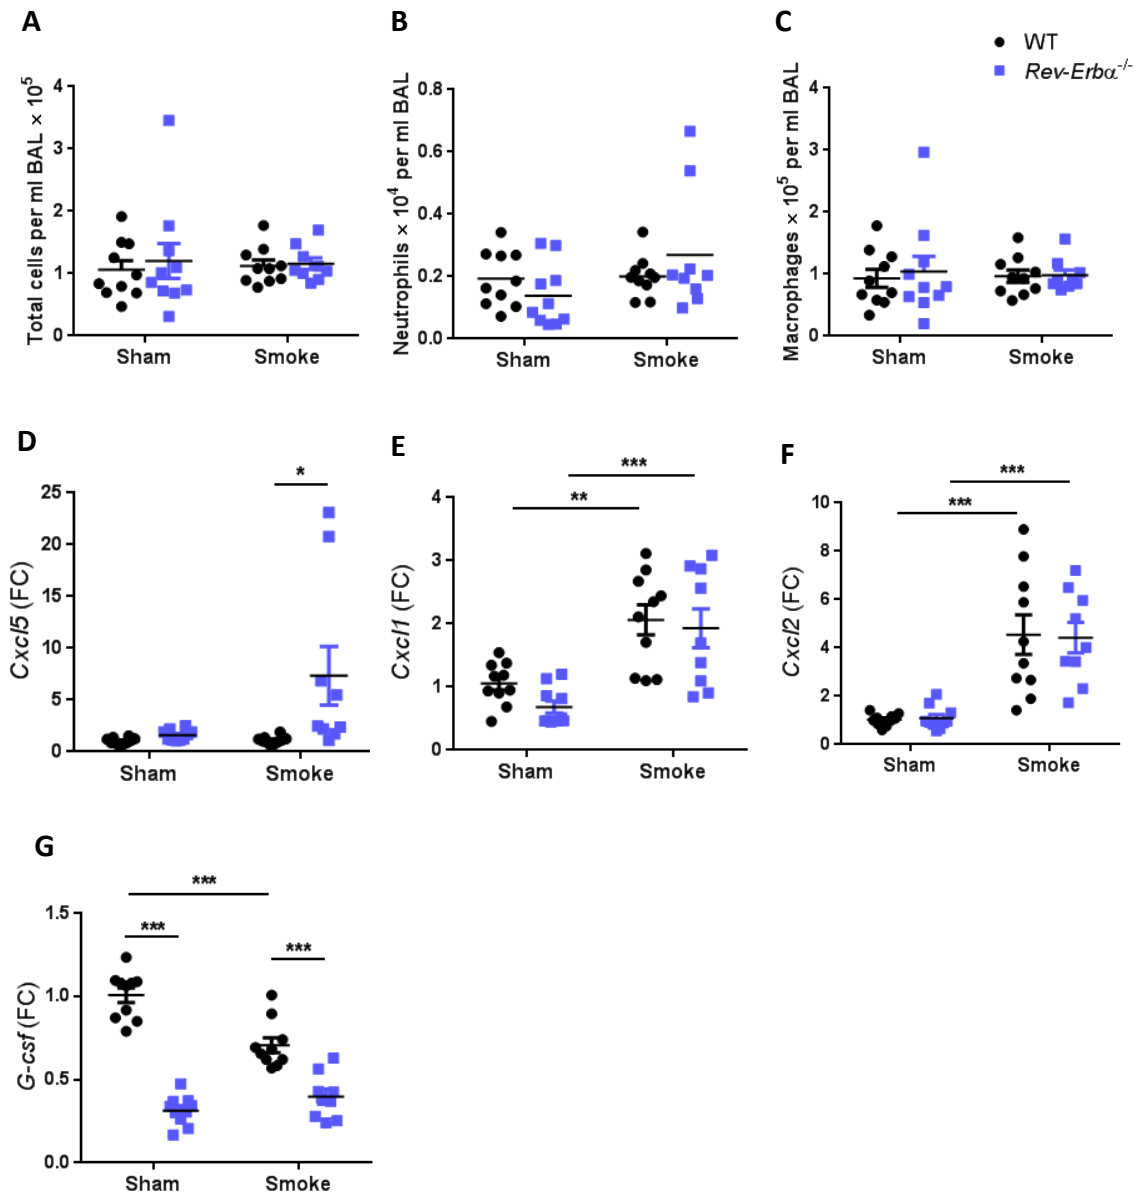 A
B
C
WT
Rev-Erbα-/-
Total cells per ml BAL × 10⁵
4
3
2
1
0
Sham
Smoke
Neutrophils × 10⁴ per ml BAL
0.8
0.6
0.4
0.2
0.0
Sham
Smoke
Macrophages × 10⁵ per ml BAL
4
3
2
1
0
Sham
Smoke
D
E
F
*
Cxcl5 (FC)
25
20
15
10
5
0
Sham
Smoke
***
**
Cxcl1 (FC)
4
3
2
1
0
Sham
Smoke
***
***
Cxcl2 (FC)
10
8
6
4
2
0
Sham
Smoke
G
***
***
***
G-csf (FC)
1.5
1.0
0.5
0.0
Sham
Smoke